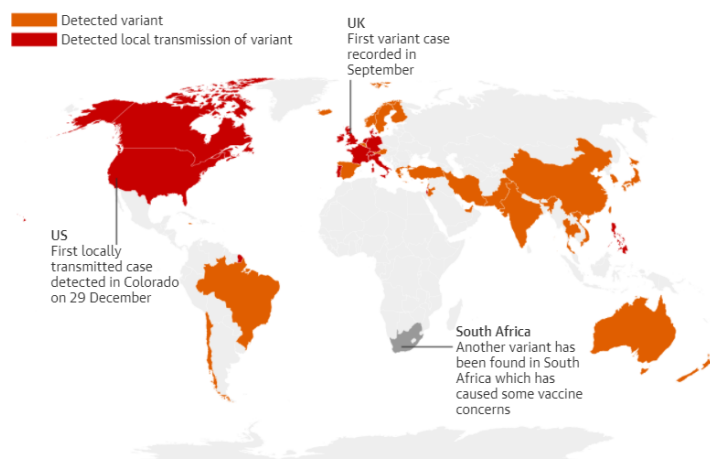 Detected variant
Detected local transmission of variant
UK
First variant case
recorded in
September
US
First locally
transmitted case
detected in Colorado
on 29 December
South Africa
Another variant has
been found in South
Africa which has
caused some vaccine
concerns